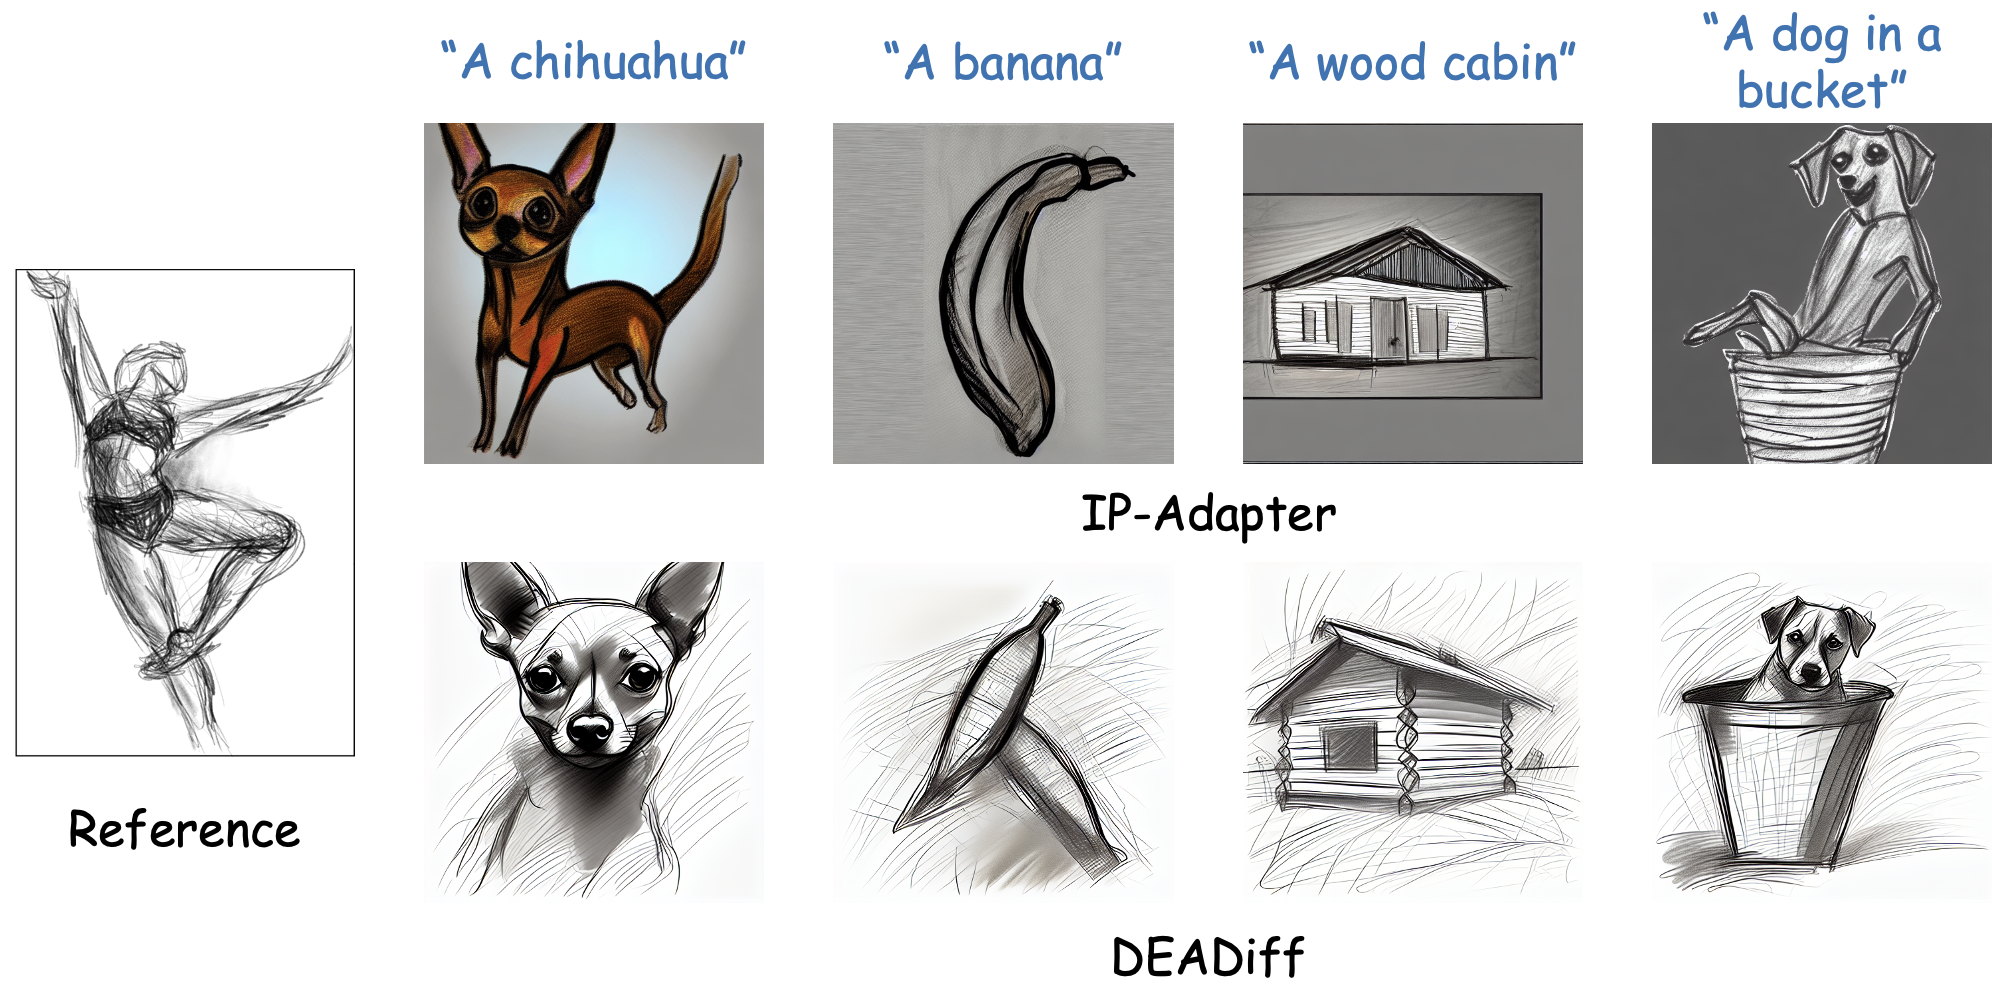 “A chihuahua”
“A banana”
“A wood cabin”
“A dog in a
bucket”
IP-Adapter
Reference
DEADiff